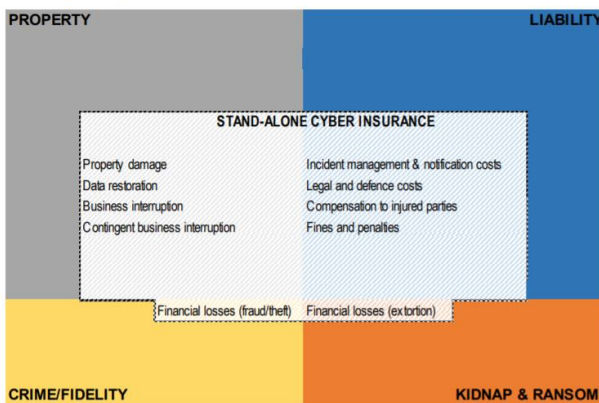 PROPERTY
LIABILITY
STAND-ALONE CYBER INSURANCE
Property damage
Data restoration
Business interruption
Contingent business interruption
Incident management & notification costs
Legal and defence costs
Compensation to injured parties
Fines and penalties
Financial losses (fraud/theft)
Financial losses (extortion)
CRIME/FIDELITY
KIDNAP & RANSOM